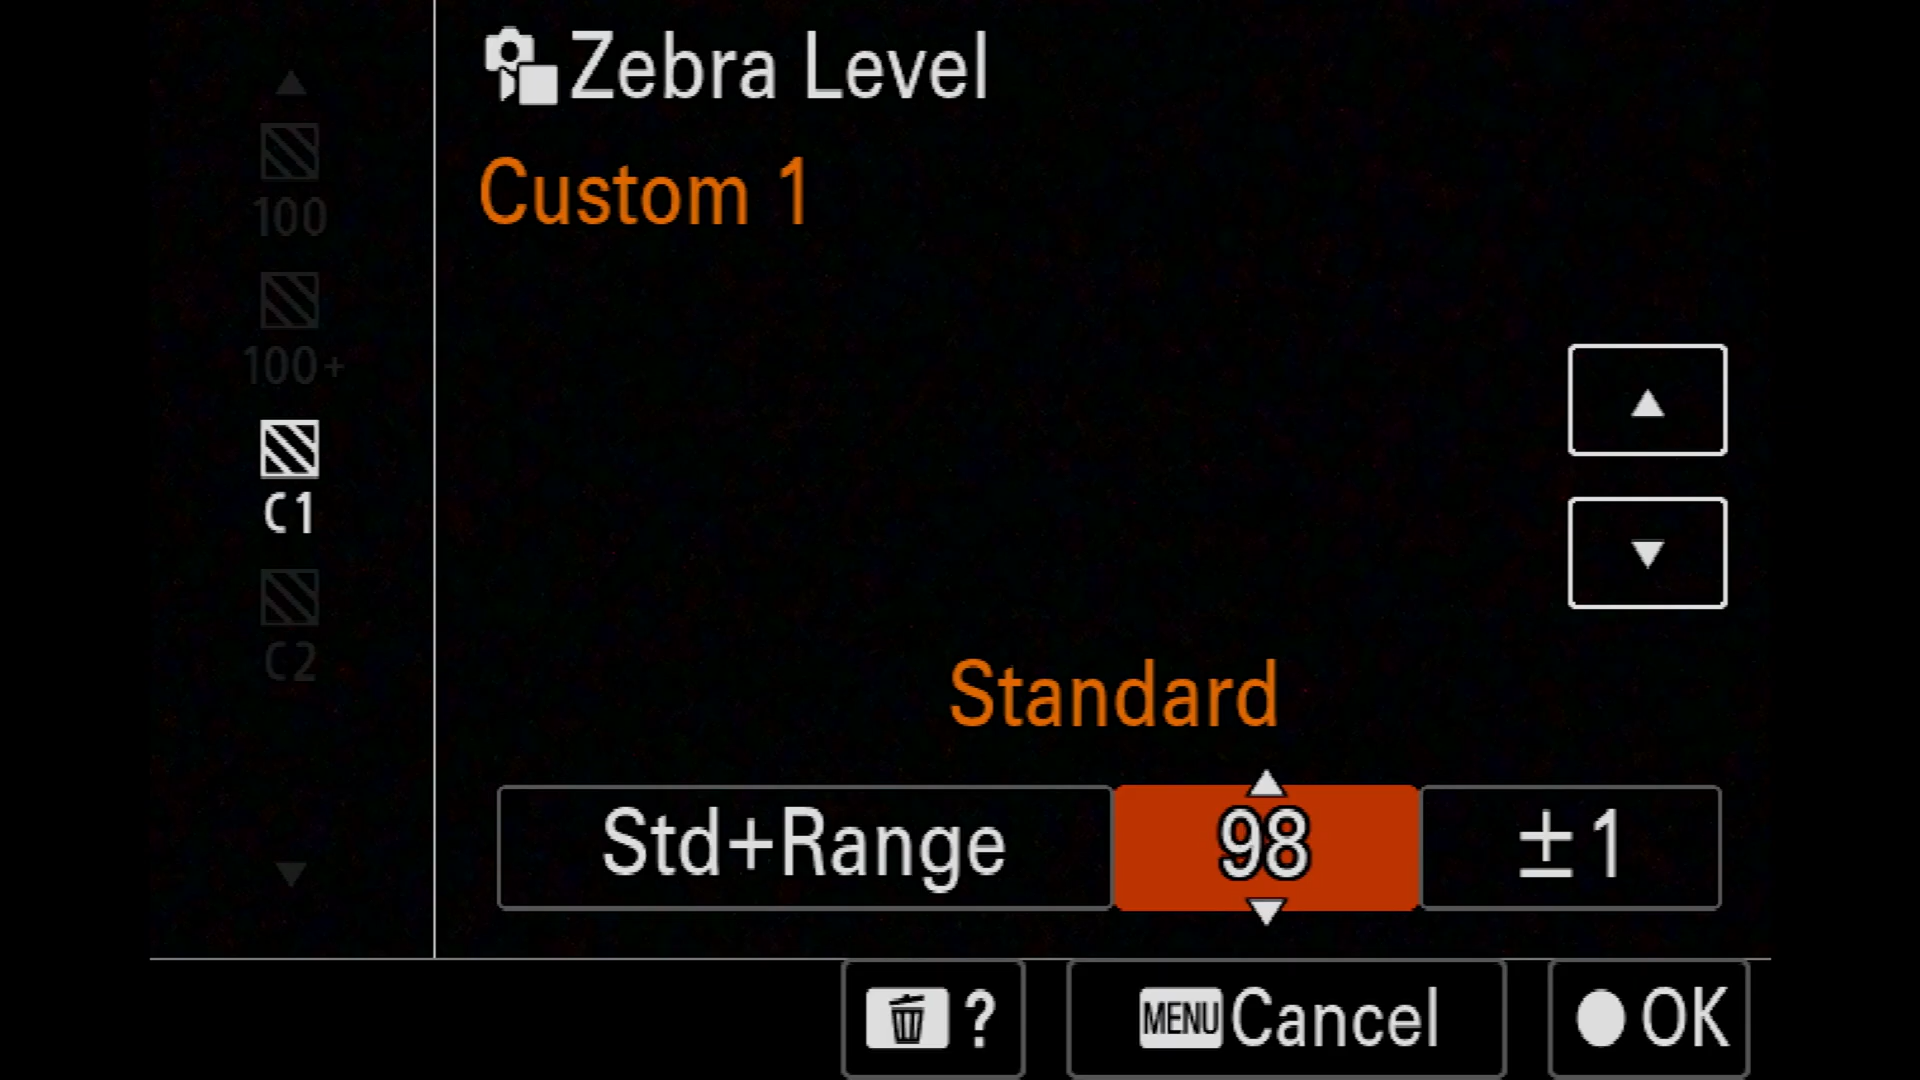 Zebra Level
Custom 1
100
100+
C1
C2
Standard
Std+Range 98 ±1
? MENU Cancel OK